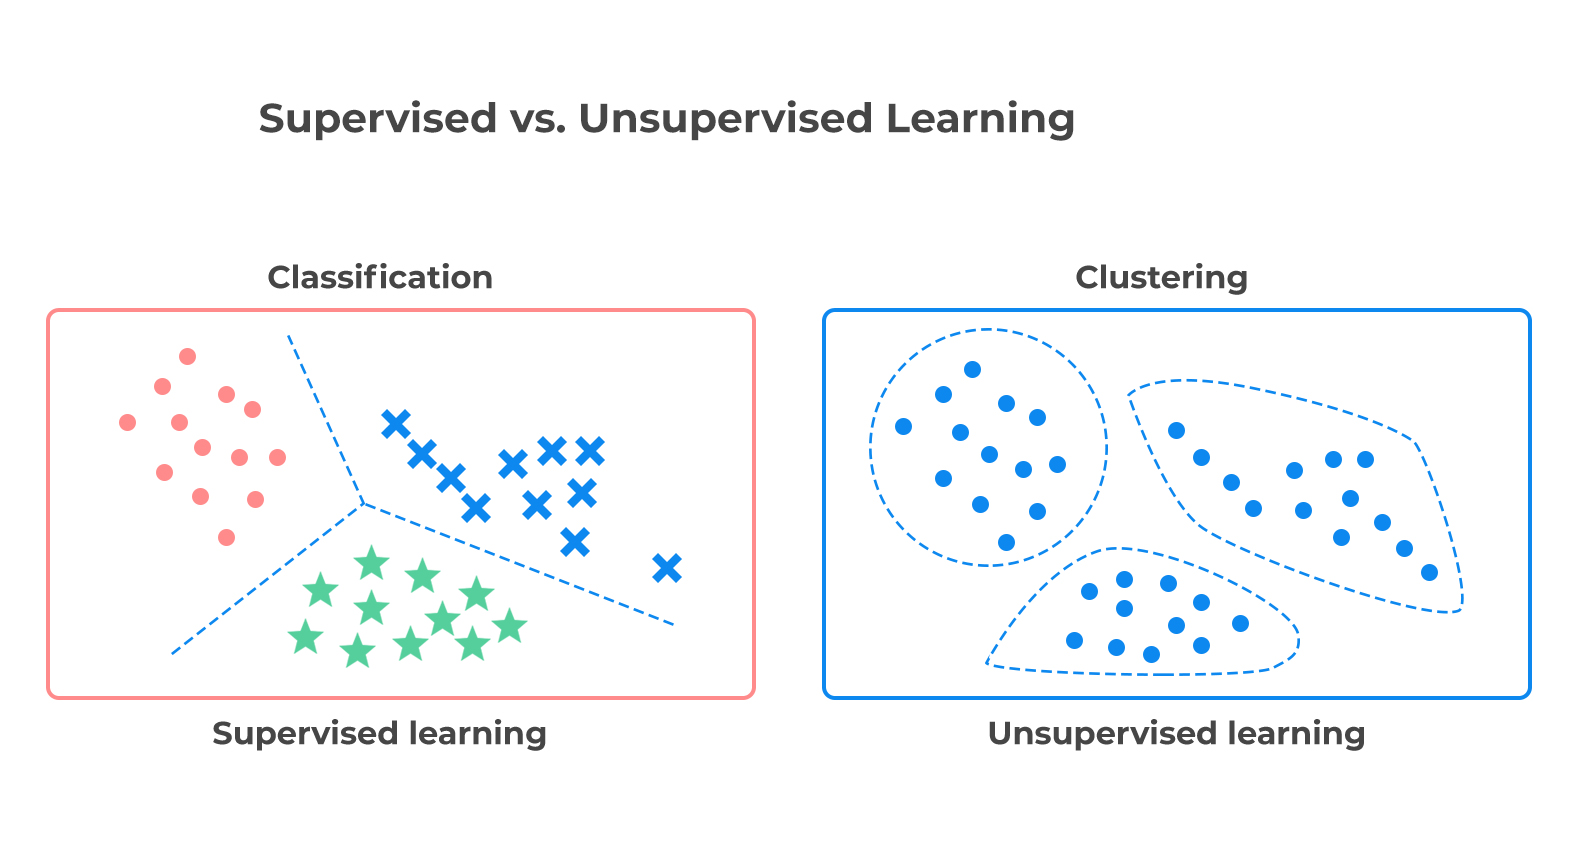 Supervised vs. Unsupervised Learning
Classification
Clustering
Supervised learning
Unsupervised learning